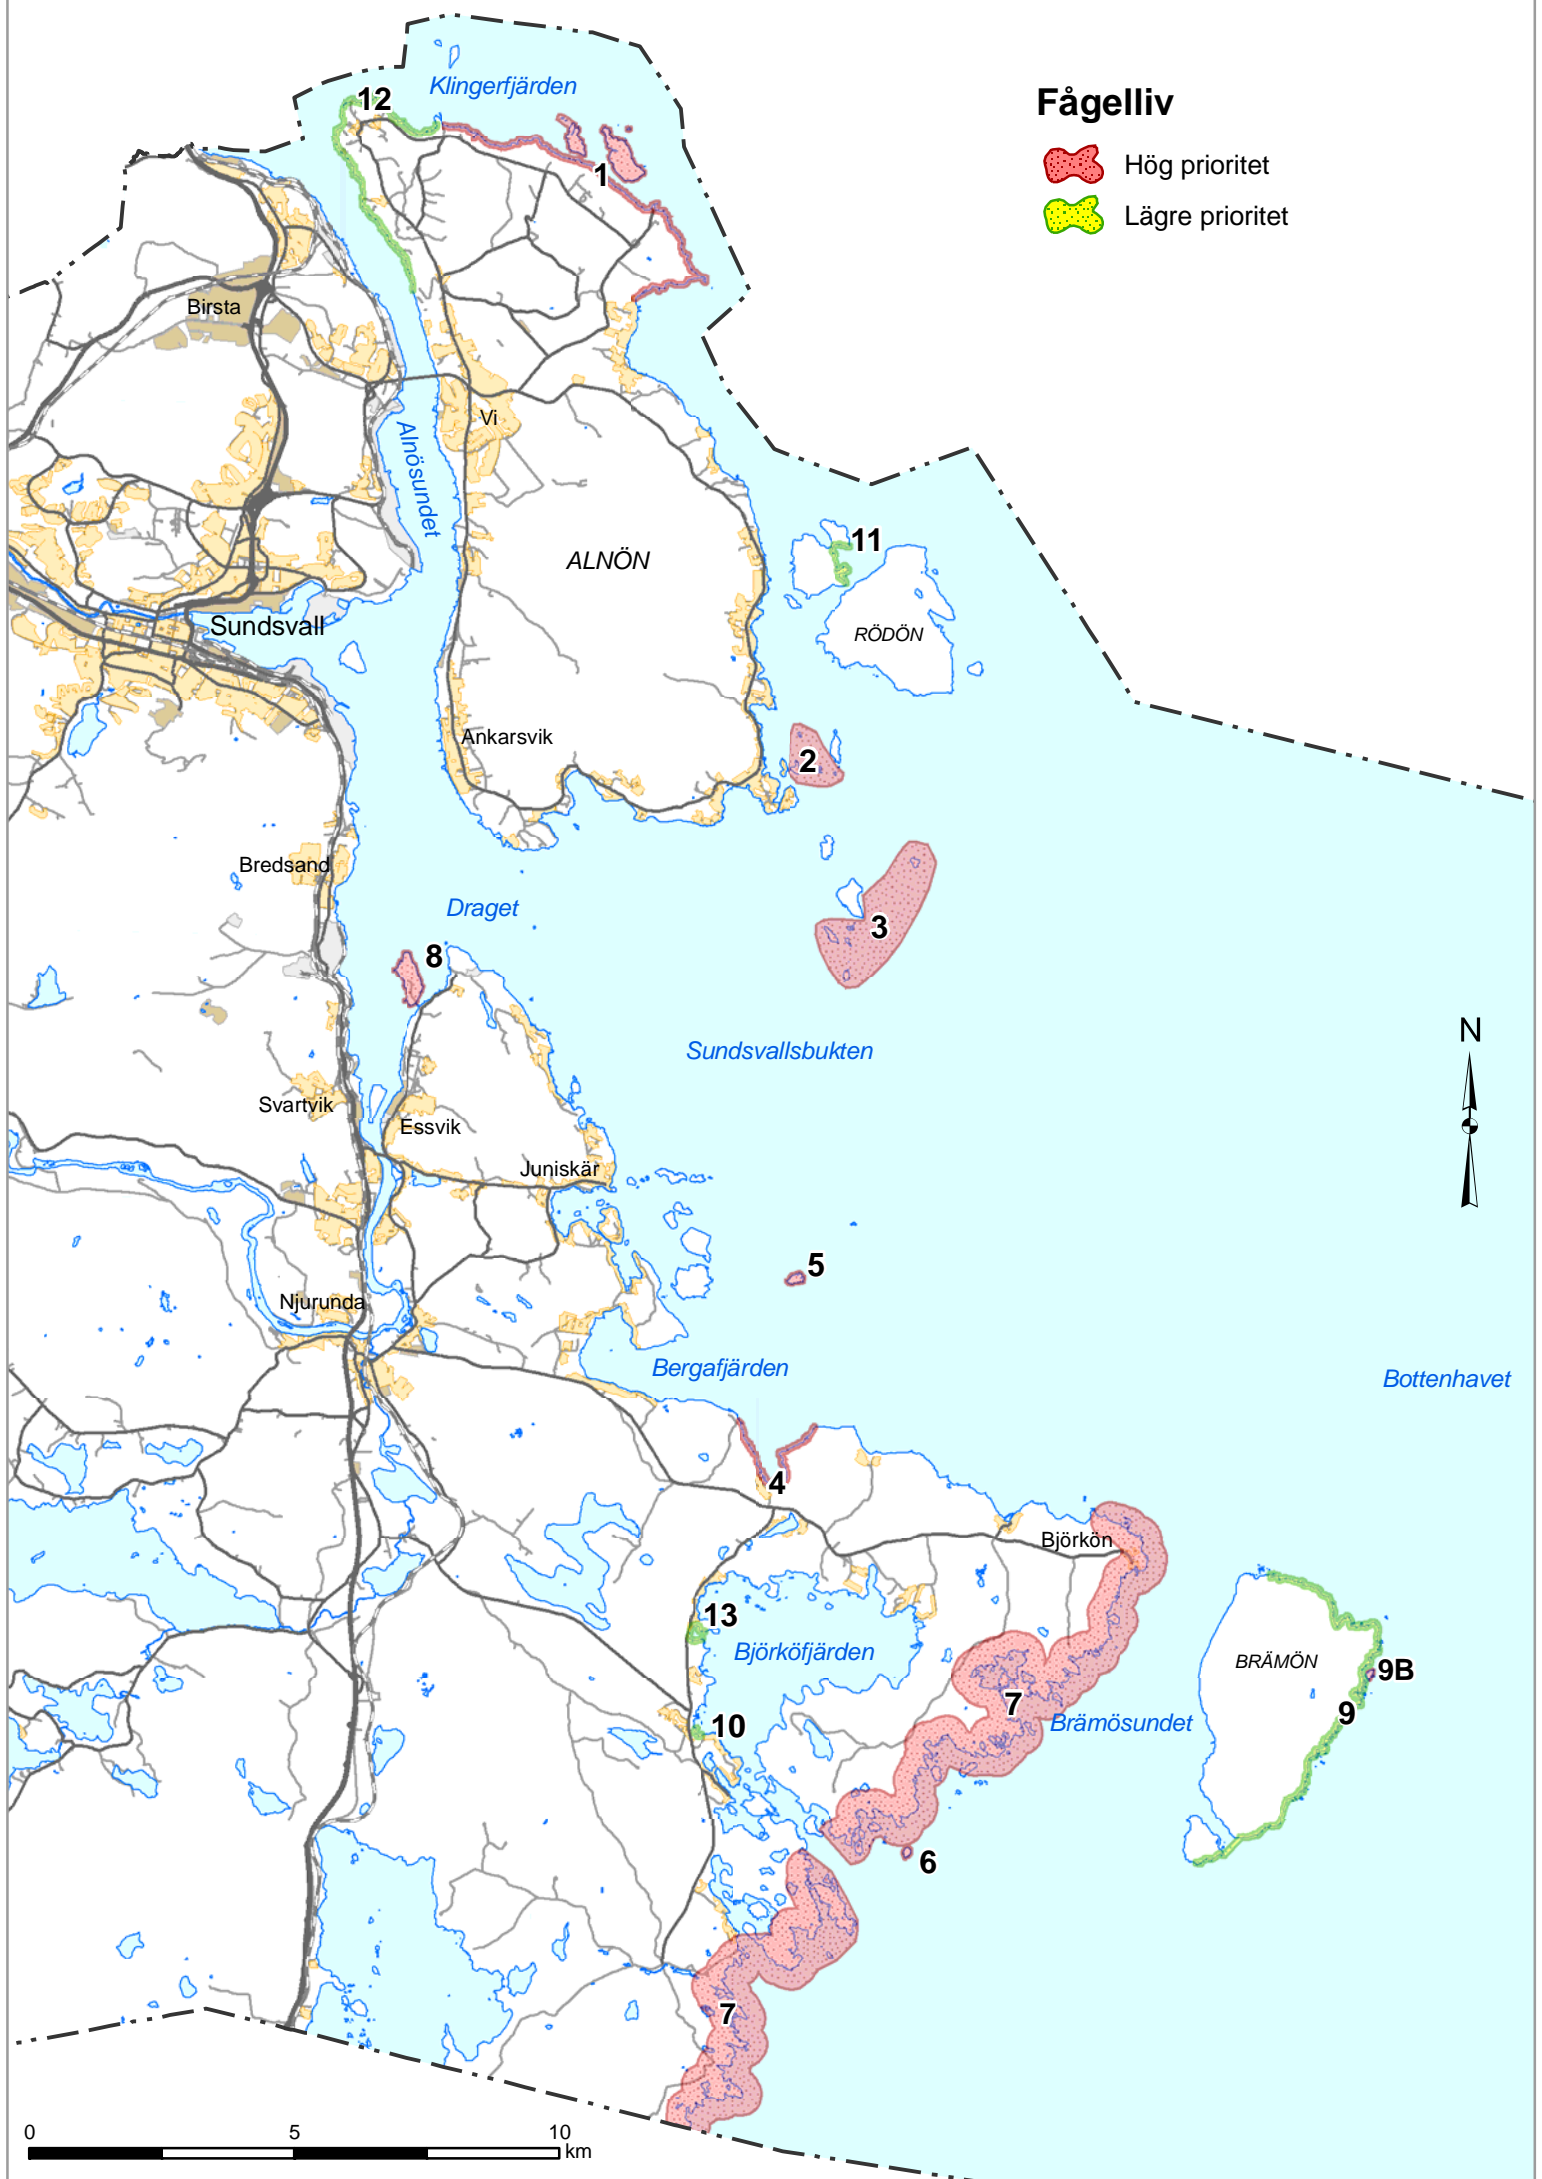 Klingerfjärden
12
Fågelliv
Hög prioritet
1
Lägre prioritet
Birsta
Vi
Alnösundet
11
ALNÖN
Sundsvall
RÖDÖN
Ankarsvik
2
Bredsand
Draget
3
8
N
Sundsvallsbukten
Svartvik
Essvik
Juniskär
5
Njurunda
Bergafjärden
Bottenhavet
4
Björkön
13
Björköfjärden
BRÄMÖN
9B
7
9
10
Brämösundet
6
7
0 5 10
km